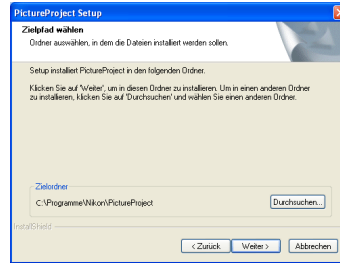 PictureProject Setup
Zielpfad wählen
Ordner auswählen, in dem die Dateien installiert werden sollen.
Setup installiert PictureProject in den folgenden Ordner.
Klicken Sie auf 'Weiter', um in diesen Ordner zu installieren. Um in einen anderen Ordner
zu installieren, klicken Sie auf 'Durchsuchen' und wählen Sie einen anderen Ordner.
Zielordner
C:\Programme\Nikon\PictureProject
Durchsuchen...
InstallShield
< Zurück Weiter > Abbrechen